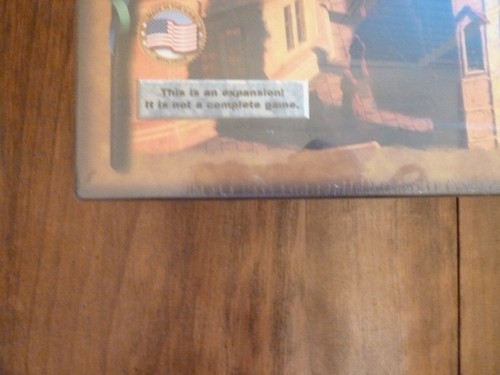 This is an expansion!
It is not a complete game.